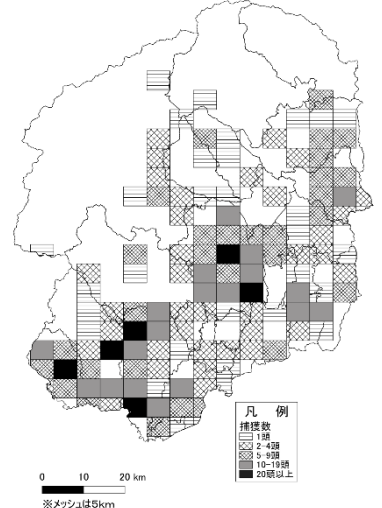 凡 例
捕獲数
1頭
2-4頭
5-9頭
10-19頭
20頭以上
0 10 20 km
※メッシュは5km